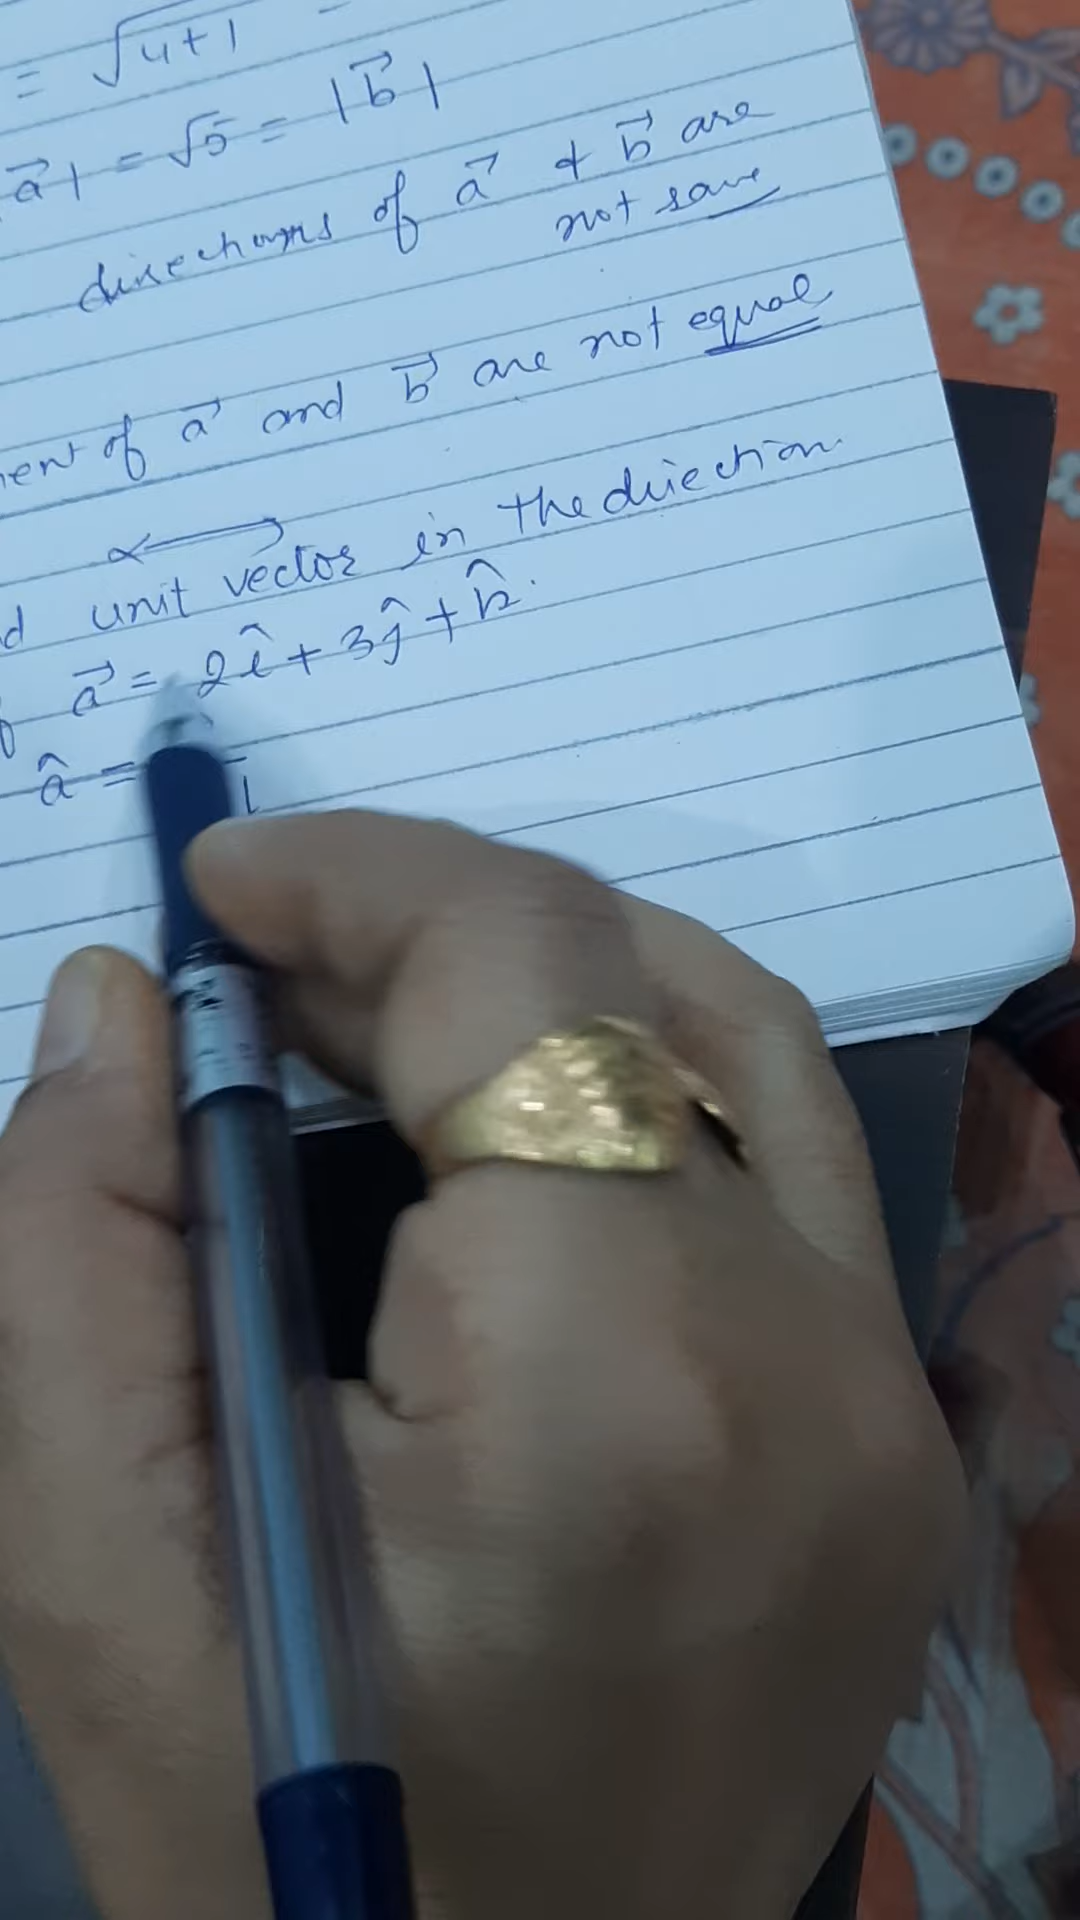 = √4+1
a⃗| = √5 = |b⃗|
directions of a⃗ & b⃗ are
not same
ment of a⃗ and b⃗ are not equal
d unit vector in the direction
a⃗ = 2î + 3ĵ + k̂.
â =